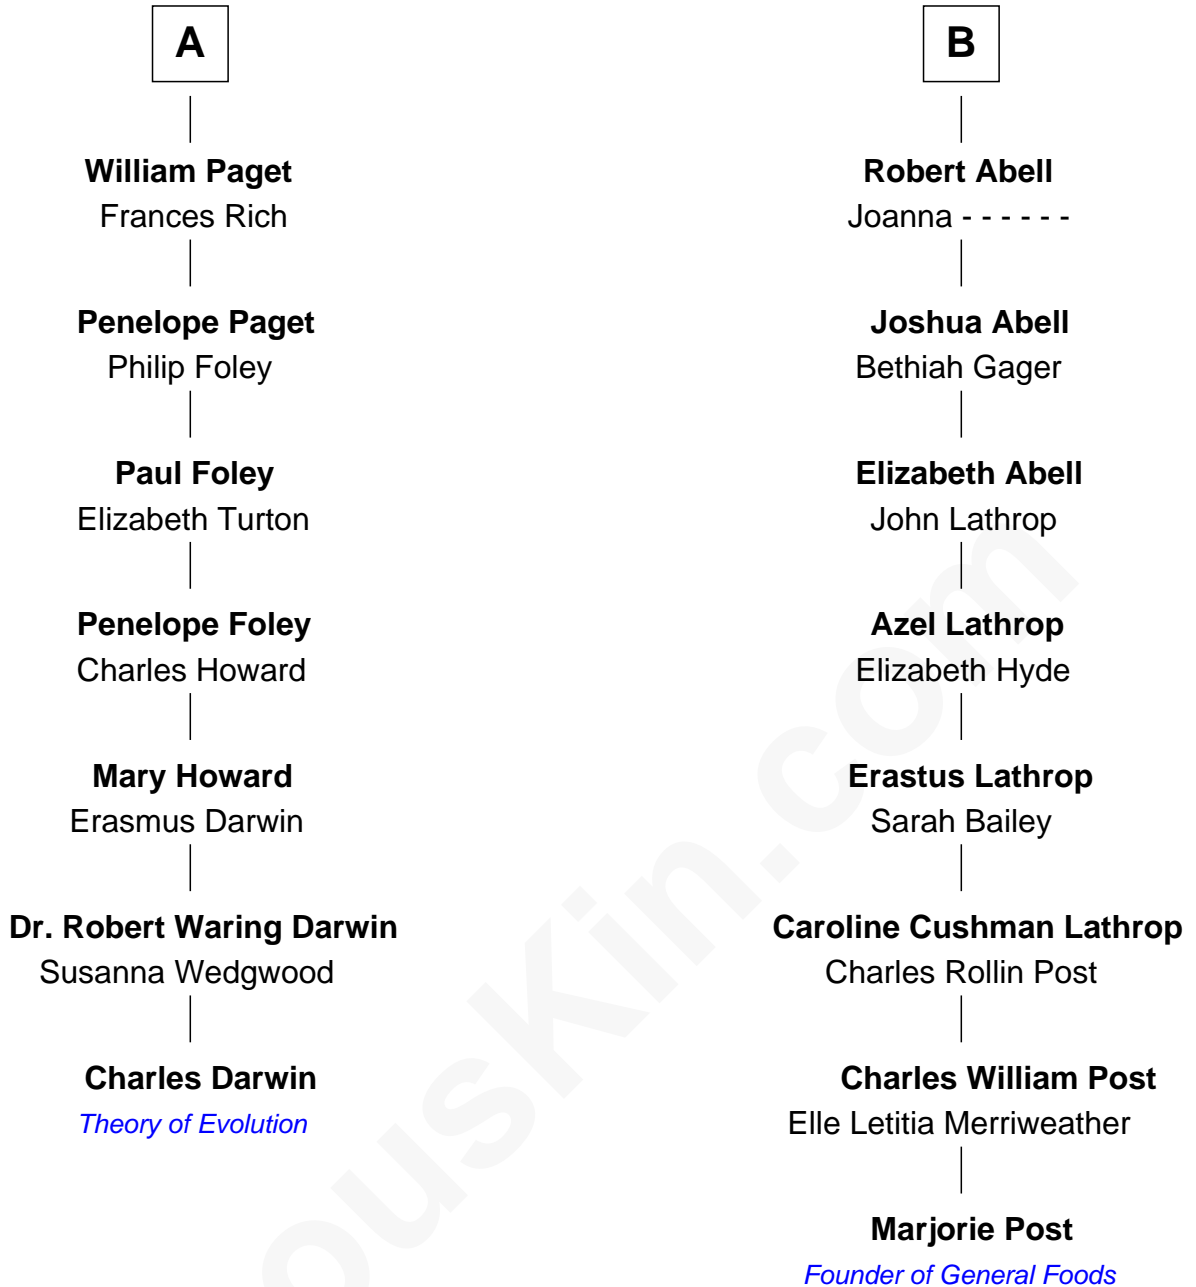 A
William Paget
Frances Rich
Penelope Paget
Philip Foley
Paul Foley
Elizabeth Turton
Penelope Foley
Charles Howard
Mary Howard
Erasmus Darwin
Dr. Robert Waring Darwin
Susanna Wedgwood
Charles Darwin
Theory of Evolution
B
Robert Abell
Joanna - - - - - -
Joshua Abell
Bethiah Gager
Elizabeth Abell
John Lathrop
Azel Lathrop
Elizabeth Hyde
Erastus Lathrop
Sarah Bailey
Caroline Cushman Lathrop
Charles Rollin Post
Charles William Post
Elle Letitia Merriweather
Marjorie Post
Founder of General Foods
ousKin.com